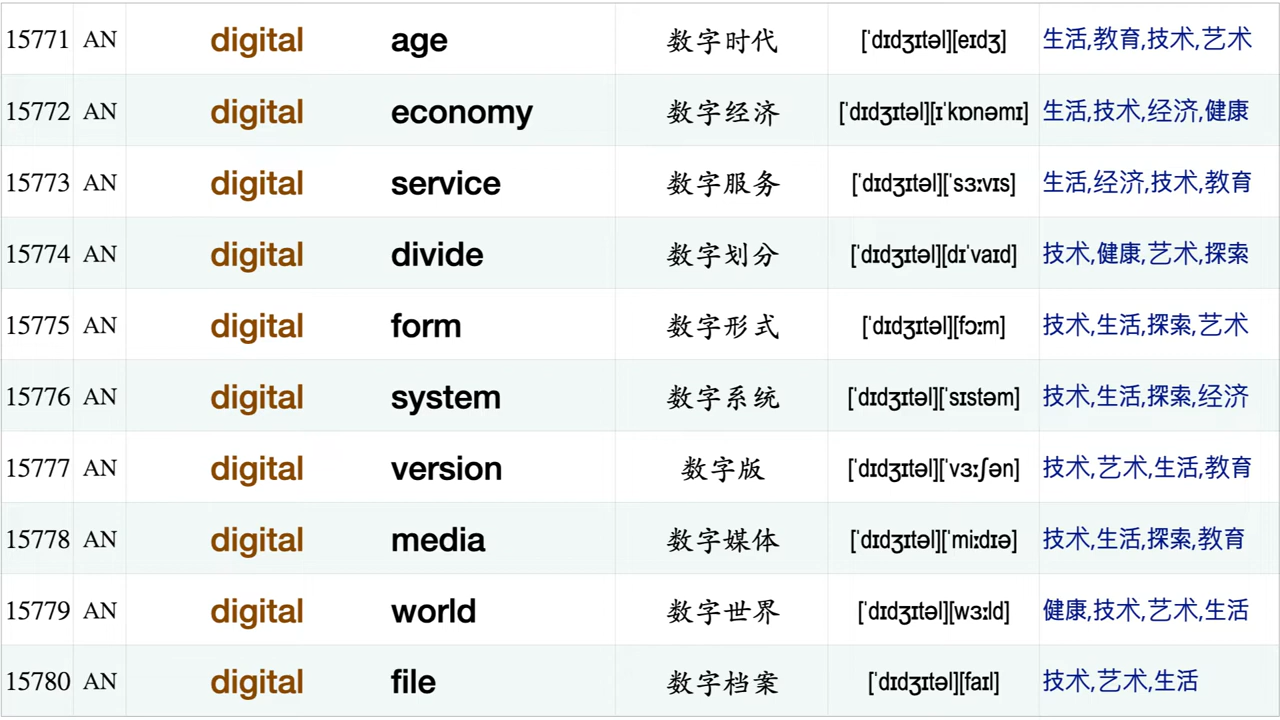 15771 AN digital age 数字时代 [ˈdɪdʒɪtəl][eɪdʒ] 生活,教育,技术,艺术
15772 AN digital economy 数字经济 [ˈdɪdʒɪtəl][ɪˈkɒnəmɪ] 生活,技术,经济,健康
15773 AN digital service 数字服务 [ˈdɪdʒɪtəl][ˈsɜːvɪs] 生活,经济,技术,教育
15774 AN digital divide 数字划分 [ˈdɪdʒɪtəl][dɪˈvaɪd] 技术,健康,艺术,探索
15775 AN digital form 数字形式 [ˈdɪdʒɪtəl][fɔːm] 技术,生活,探索,艺术
15776 AN digital system 数字系统 [ˈdɪdʒɪtəl][ˈsɪstəm] 技术,生活,探索,经济
15777 AN digital version 数字版 [ˈdɪdʒɪtəl][ˈvɜːʃən] 技术,艺术,生活,教育
15778 AN digital media 数字媒体 [ˈdɪdʒɪtəl][ˈmiːdɪə] 技术,生活,探索,教育
15779 AN digital world 数字世界 [ˈdɪdʒɪtəl][wɜːld] 健康,技术,艺术,生活
15780 AN digital file 数字档案 [ˈdɪdʒɪtəl][faɪl] 技术,艺术,生活